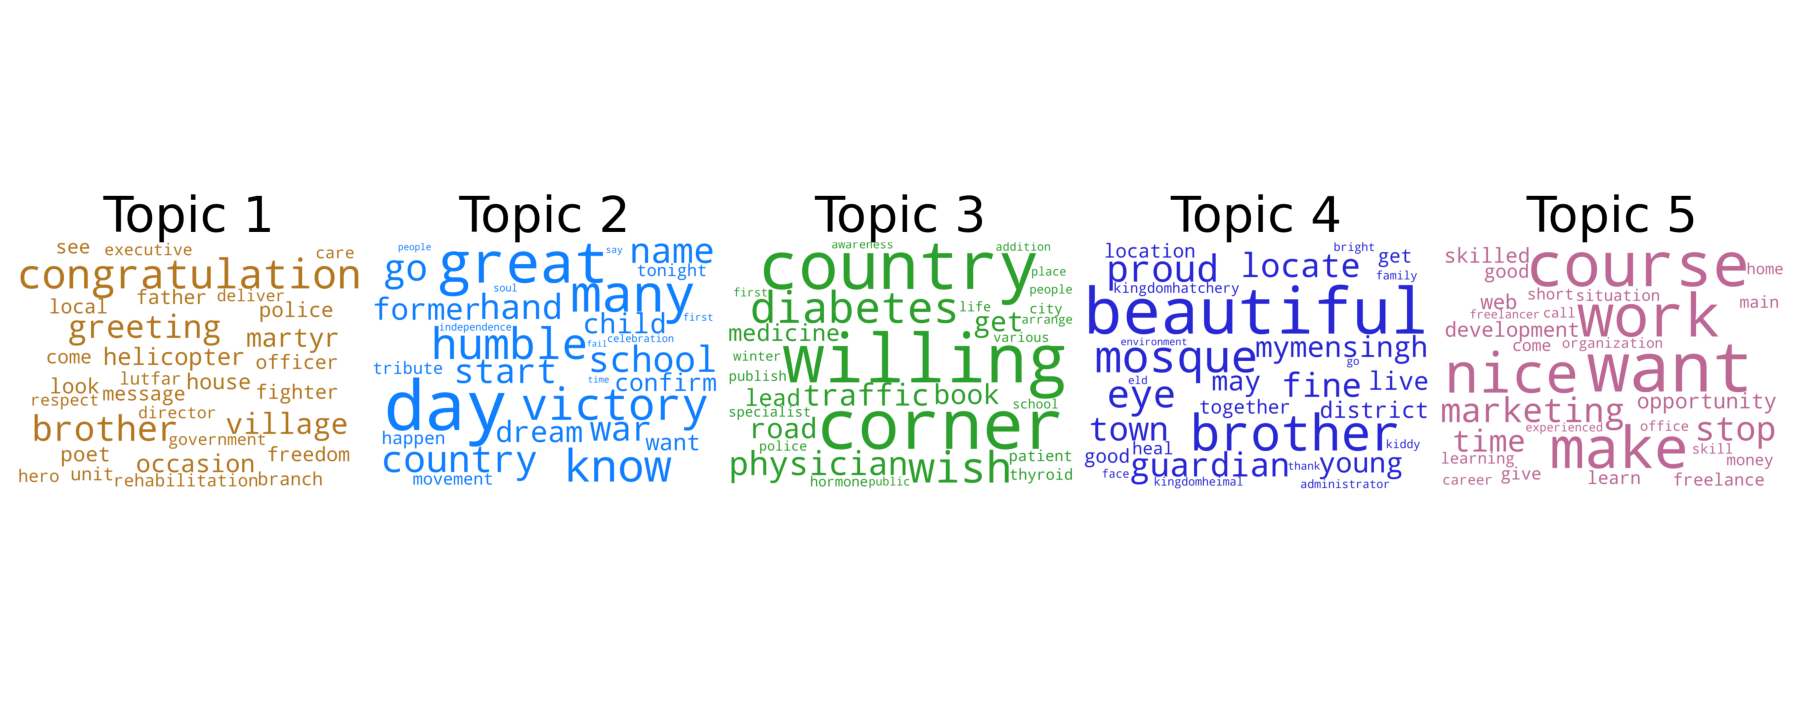 Topic 1
see executive care
congratulation
local father deliver police
greeting martyr
come helicopter officer
look lutfar house fighter
respect message
director
brother government village
poet occasion freedom
hero unit rehabilitation branch
Topic 2
people great say name
go soul tonight
former hand many first
independence child
humble fail celebration
tribute start school
time confirm
day victory
happen dream war want
country know
movement
Topic 3
awareness addition
country place
first people
diabetes life city
medicine get arrange
various
winter willing
publish
lead traffic book
specialist school
road corner
police
physician wish patient
hormone public thyroid
Topic 4
location bright get
proud locate family
kingdomhatchery
beautiful
environment
mosque mymensingh
go
eld may fine live
eye together district
town brother kiddy
good heal
face guardian thank young
kingdomheimal administrator
Topic 5
skilled course home
good
web short situation main
freelancer call work
development
come organization
nice want
marketing opportunity
experienced office stop
time make skill
learning money
career give learn freelance